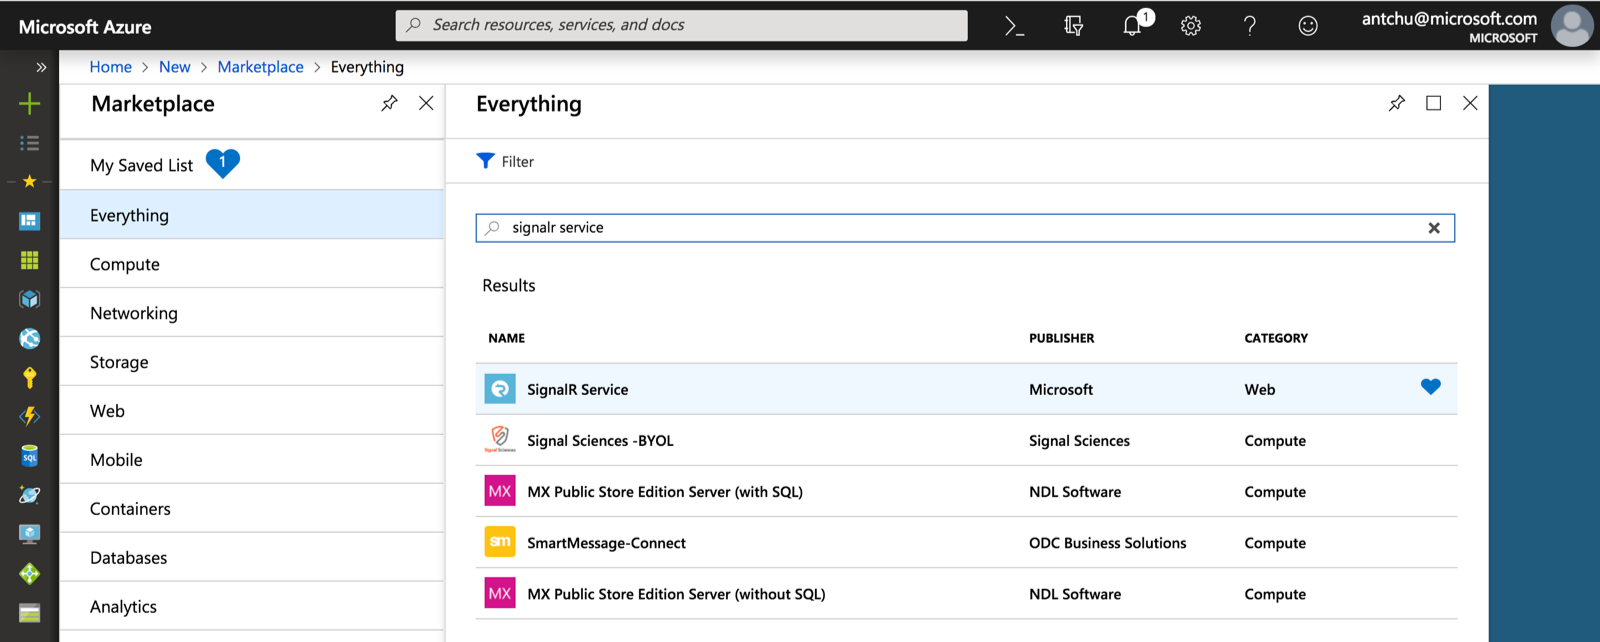 Microsoft Azure
Search resources, services, and docs
1
antchu@microsoft.com
MICROSOFT
Home > New > Marketplace > Everything
Marketplace
My Saved List 1
Everything
Compute
Networking
Storage
Web
Mobile
Containers
Databases
Analytics
Everything
Filter
signalr service
Results
NAME PUBLISHER CATEGORY
SignalR Service Microsoft Web
Signal Sciences Signal Sciences -BYOL Signal Sciences Compute
MX MX Public Store Edition Server (with SQL) NDL Software Compute
sm SmartMessage-Connect ODC Business Solutions Compute
MX MX Public Store Edition Server (without SQL) NDL Software Compute
SQL